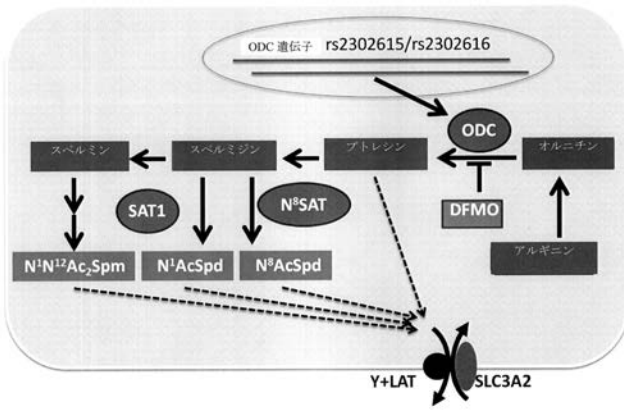 ODC 遺伝子 rs2302615/rs2302616
ODC
スペルミン
スペルミジン
プトレシン
オルニチン
SAT1
N⁸SAT
DFMO
アルギニン
N¹N¹²Ac₂Spm
N¹AcSpd
N⁸AcSpd
Y+LAT
SLC3A2